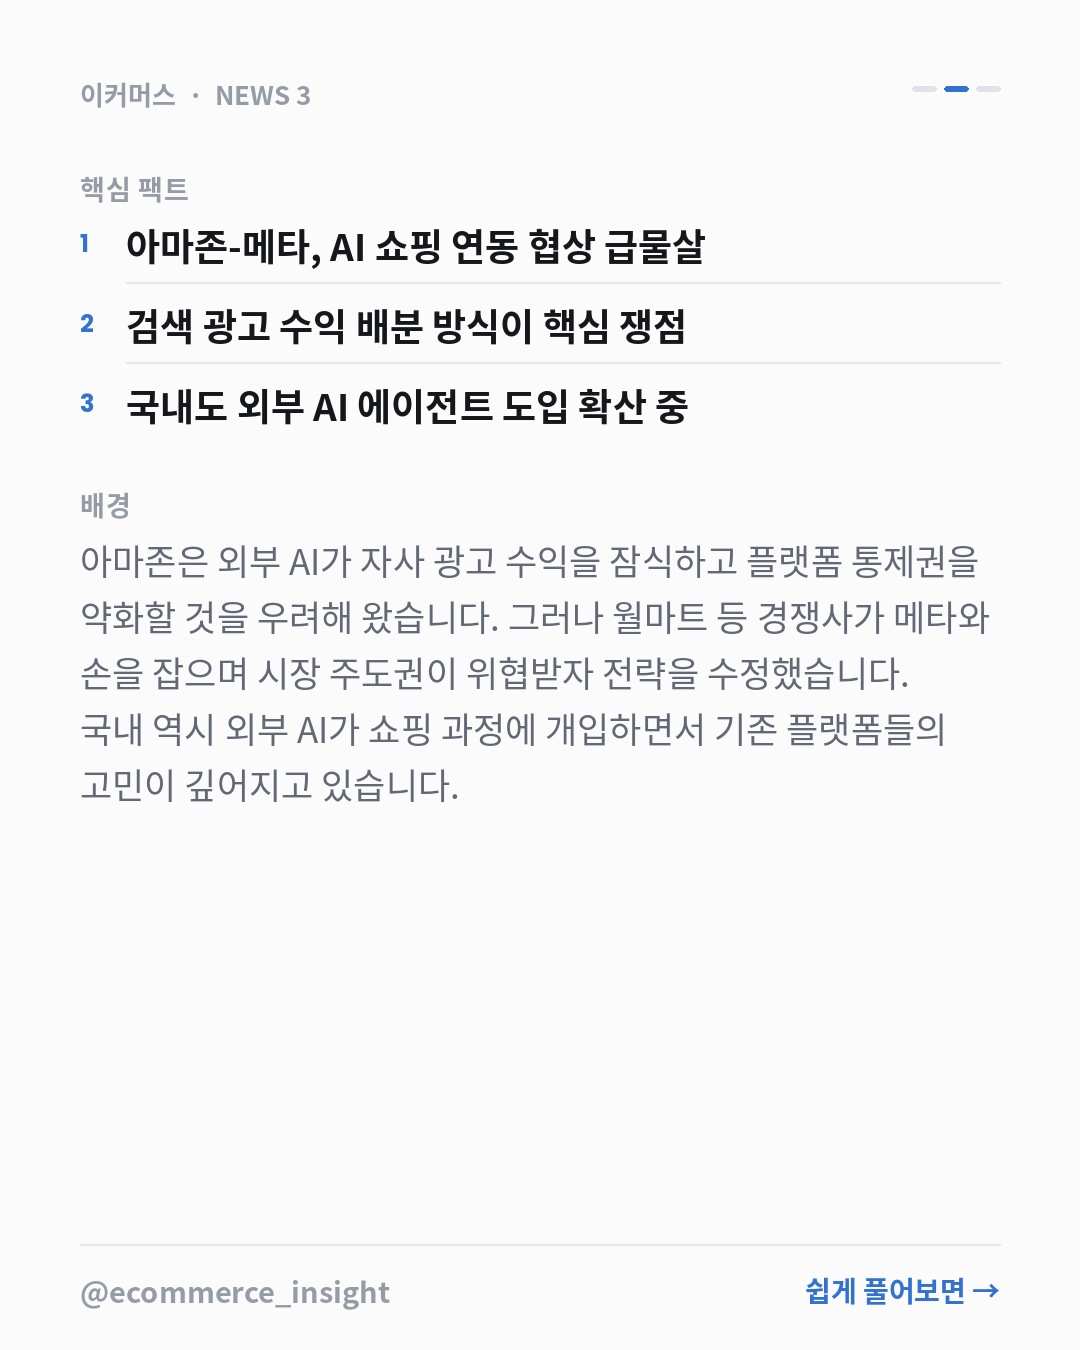 이커머스 · NEWS 3
핵심 팩트
1 아마존-메타, AI 쇼핑 연동 협상 급물살
2 검색 광고 수익 배분 방식이 핵심 쟁점
3 국내도 외부 AI 에이전트 도입 확산 중
배경
아마존은 외부 AI가 자사 광고 수익을 잠식하고 플랫폼 통제권을
약화할 것을 우려해 왔습니다. 그러나 월마트 등 경쟁사가 메타와
손을 잡으며 시장 주도권이 위협받자 전략을 수정했습니다.
국내 역시 외부 AI가 쇼핑 과정에 개입하면서 기존 플랫폼들의
고민이 깊어지고 있습니다.
@ecommerce_insight
쉽게 풀어보면 →